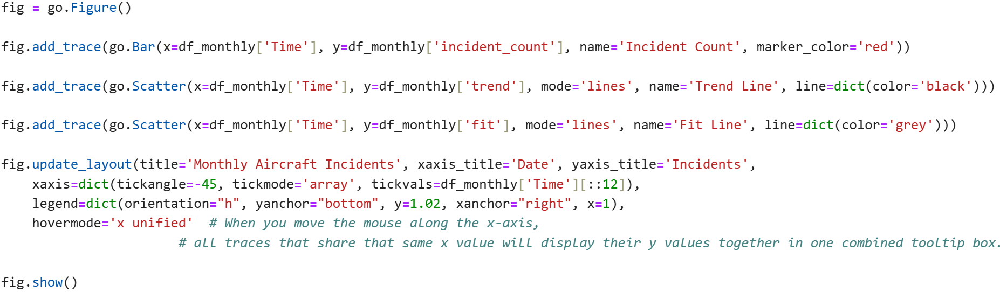 fig = go.Figure()
fig.add_trace(go.Bar(x=df_monthly['Time'], y=df_monthly['incident_count'], name='Incident Count', marker_color='red'))
fig.add_trace(go.Scatter(x=df_monthly['Time'], y=df_monthly['trend'], mode='lines', name='Trend Line', line=dict(color='black')))
fig.add_trace(go.Scatter(x=df_monthly['Time'], y=df_monthly['fit'], mode='lines', name='Fit Line', line=dict(color='grey')))
fig.update_layout(title='Monthly Aircraft Incidents', xaxis_title='Date', yaxis_title='Incidents',
    xaxis=dict(tickangle=-45, tickmode='array', tickvals=df_monthly['Time'][::12]),
    legend=dict(orientation="h", yanchor="bottom", y=1.02, xanchor="right", x=1),
    hovermode='x unified'  # When you move the mouse along the x-axis,
                       # all traces that share that same x value will display their y values together in one combined tooltip box.
fig.show()